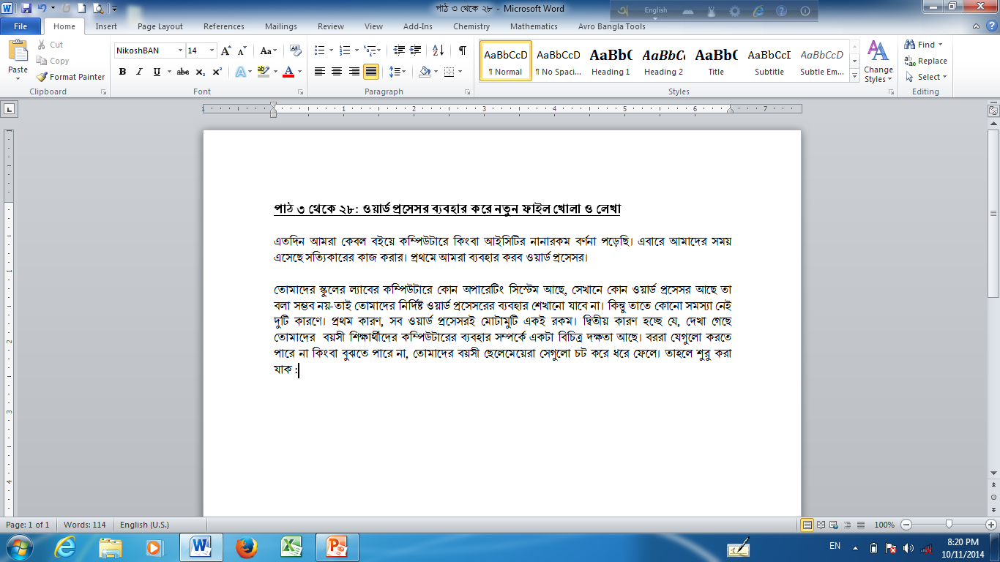 পাঠ ৩ থেকে ২৮ - Microsoft Word
English
File Home Insert Page Layout References Mailings Review View Add-Ins Chemistry Mathematics Avro Bangla Tools
Paste
Cut
Copy
Format Painter
Clipboard
NikoshBAN 14
Font
Paragraph
AaBbCcD AaBbCcD AaBbC AaBbCc AaBbC AaBbCcI AaBbCcD
¶ Normal ¶ No Spaci... Heading 1 Heading 2 Title Subtitle Subtle Em...
Styles
Change Styles
Find
Replace
Select
Editing
1 1 2 3 4 5 6 7
পাঠ ৩ থেকে ২৮: ওয়ার্ড প্রসেসর ব্যবহার করে নতুন ফাইল খোলা ও লেখা
এতদিন আমরা কেবল বইয়ে কম্পিউটারে কিংবা আইসিটির নানারকম বর্ণনা পড়েছি। এবারে আমাদের সময়
এসেছে সত্যিকারের কাজ করার। প্রথমে আমরা ব্যবহার করব ওয়ার্ড প্রসেসর।
তোমাদের স্কুলের ল্যাবের কম্পিউটারে কোন অপারেটিং সিস্টেম আছে, সেখানে কোন ওয়ার্ড প্রসেসর আছে তা
বলা সম্ভব নয়-তাই তোমাদের নির্দিষ্ট ওয়ার্ড প্রসেসরের ব্যবহার শেখানো যাবে না। কিন্তু তাতে কোনো সমস্যা নেই
দুটি কারণে। প্রথম কারণ, সব ওয়ার্ড প্রসেসরই মোটামুটি একই রকম। দ্বিতীয় কারণ হচ্ছে যে, দেখা গেছে
তোমাদের বয়সী শিক্ষার্থীদের কম্পিউটারের ব্যবহার সম্পর্কে একটা বিচিত্র দক্ষতা আছে। বররা যেগুলো করতে
পারে না কিংবা বুঝতে পারে না, তোমাদের বয়সী ছেলেমেয়েরা সেগুলো চট করে ধরে ফেলে। তাহলে শুরু করা
যাক :
Page: 1 of 1 Words: 114 English (U.S.) 100%
EN
8:20 PM
10/11/2014